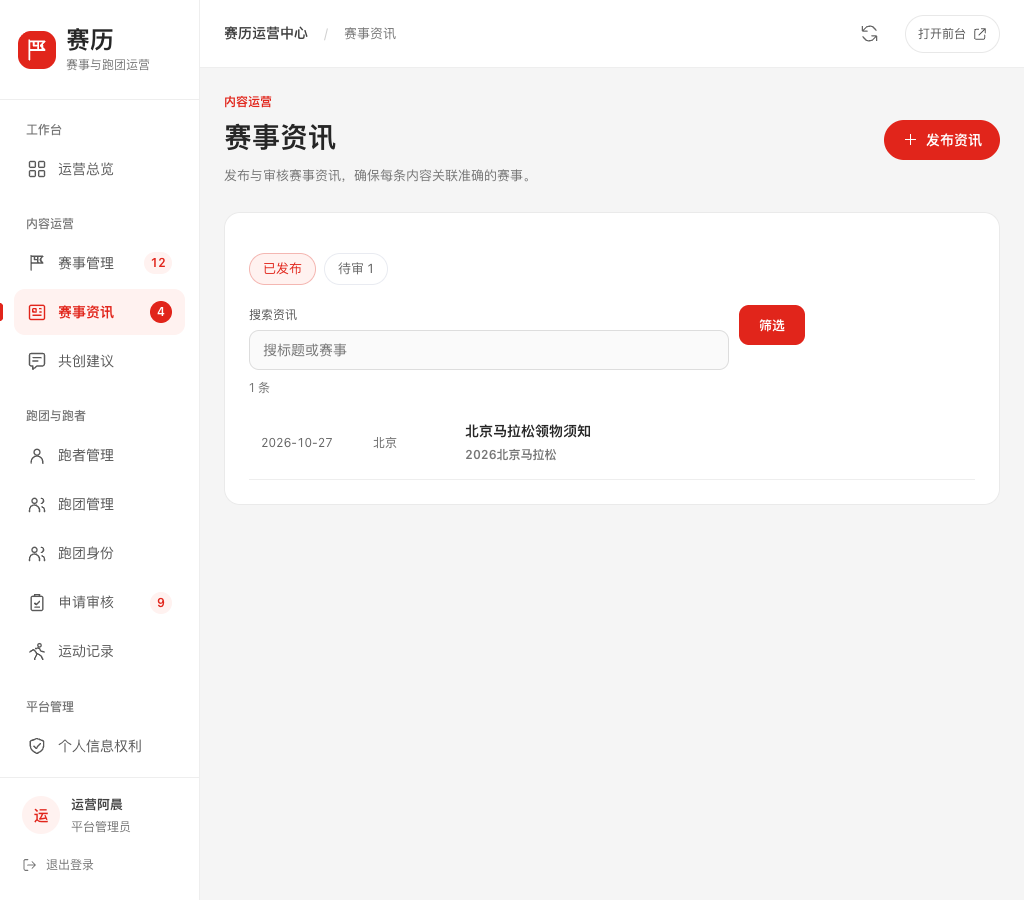 赛历
赛事与跑团运营
工作台
运营总览
内容运营
赛事管理 12
赛事资讯 4
共创建议
跑团与跑者
跑者管理
跑团管理
跑团身份
申请审核 9
运动记录
平台管理
个人信息权利
运 运营阿晨
平台管理员
退出登录
赛历运营中心 / 赛事资讯
打开前台
内容运营
赛事资讯
发布与审核赛事资讯，确保每条内容关联准确的赛事。
发布资讯
已发布 待审 1
搜索资讯
搜标题或赛事
筛选
1 条
2026-10-27 北京 北京马拉松领物须知
2026北京马拉松